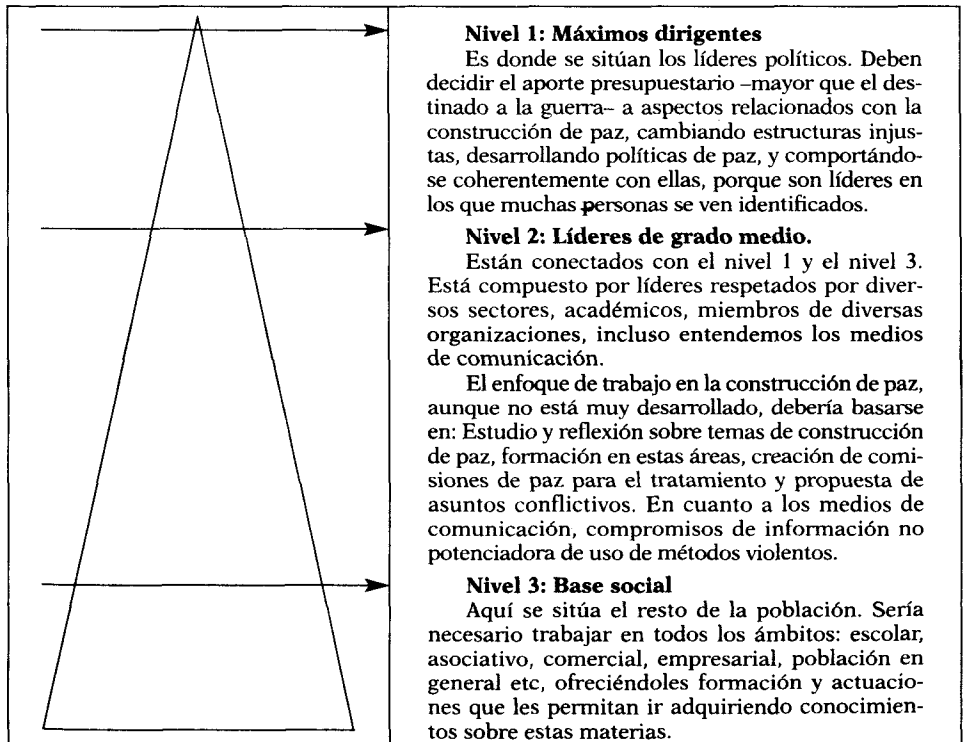 Nivel 1: Máximos dirigentes
Es donde se sitúan los líderes políticos. Deben
decidir el aporte presupuestario –mayor que el des-
tinado a la guerra– a aspectos relacionados con la
construcción de paz, cambiando estructuras injus-
tas, desarrollando políticas de paz, y comportándo-
se coherentemente con ellas, porque son líderes en
los que muchas personas se ven identificados.
Nivel 2: Líderes de grado medio.
Están conectados con el nivel 1 y el nivel 3.
Está compuesto por líderes respetados por diver-
sos sectores, académicos, miembros de diversas
organizaciones, incluso entendemos los medios
de comunicación.
El enfoque de trabajo en la construcción de paz,
aunque no está muy desarrollado, debería basarse
en: Estudio y reflexión sobre temas de construcción
de paz, formación en estas áreas, creación de comi-
siones de paz para el tratamiento y propuesta de
asuntos conflictivos. En cuanto a los medios de
comunicación, compromisos de información no
potenciadora de uso de métodos violentos.
Nivel 3: Base social
Aquí se sitúa el resto de la población. Sería
necesario trabajar en todos los ámbitos: escolar,
asociativo, comercial, empresarial, población en
general etc, ofreciéndoles formación y actuacio-
nes que les permitan ir adquiriendo conocimien-
tos sobre estas materias.